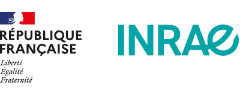 RÉPUBLIQUE
FRANÇAISE
Liberté
Égalité
Fraternité
INRAE